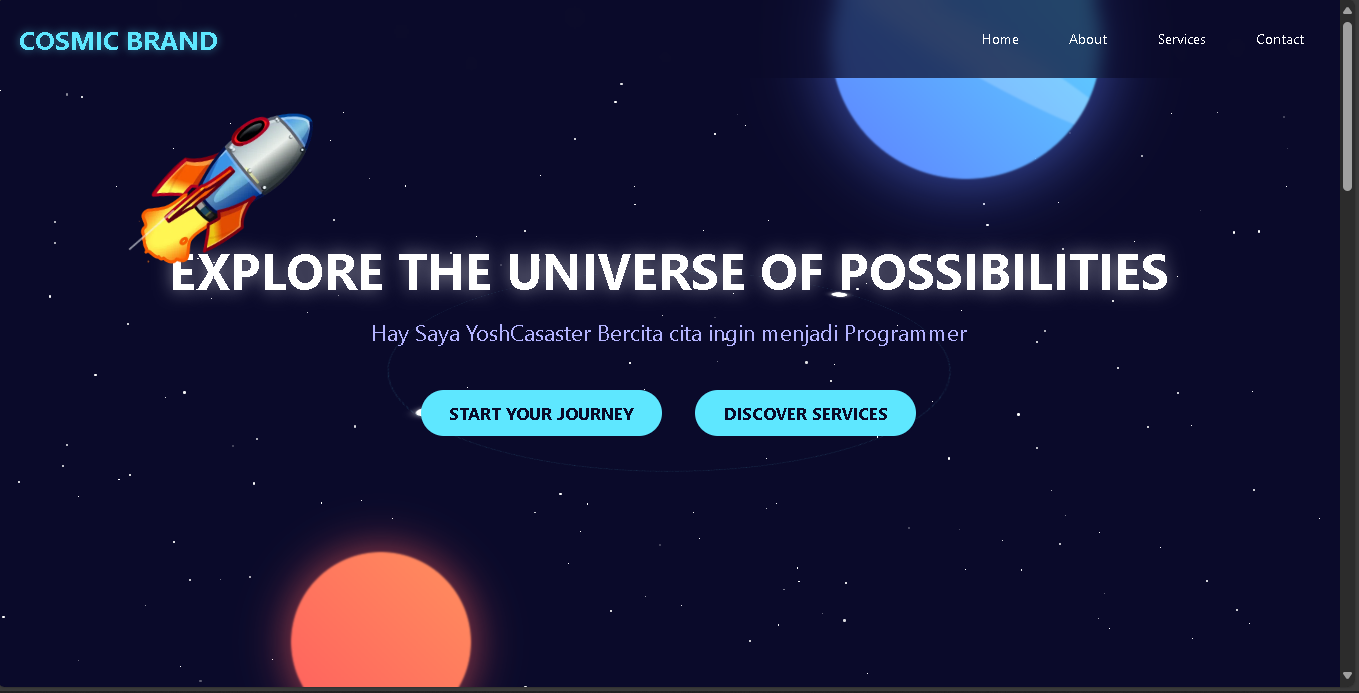 COSMIC BRAND
Home About Services Contact
EXPLORE THE UNIVERSE OF POSSIBILITIES
Hay Saya YoshCasaster Bercita cita ingin menjadi Programmer
START YOUR JOURNEY DISCOVER SERVICES